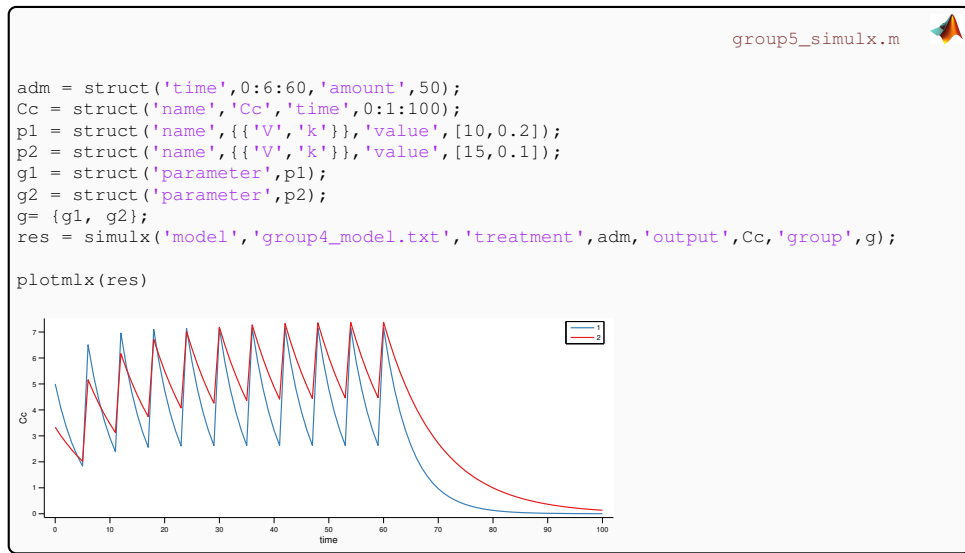 group5_simulx.m
adm = struct('time',0:6:60,'amount',50);
Cc = struct('name','Cc','time',0:1:100);
p1 = struct('name',{{'V','k'}},'value',[10,0.2]);
p2 = struct('name',{{'V','k'}},'value',[15,0.1]);
g1 = struct('parameter',p1);
g2 = struct('parameter',p2);
g= {g1, g2};
res = simulx('model','group4_model.txt','treatment',adm,'output',Cc,'group',g);
plotmlx(res)
1
2
7
6
5
4
3
2
1
0
Cc
0 10 20 30 40 50 60 70 80 90 100
time